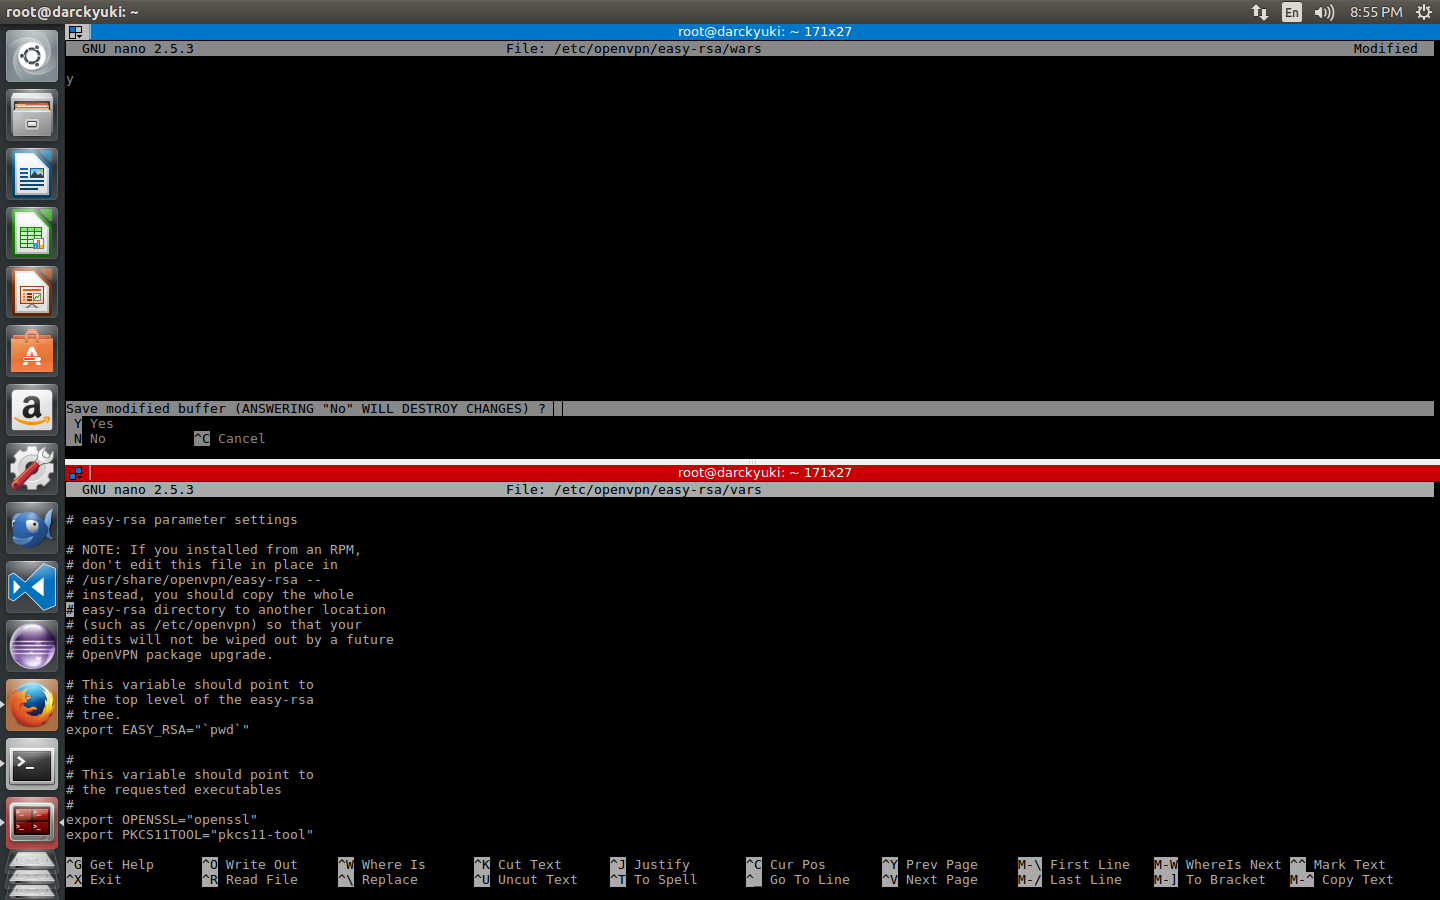 root@darckyuki: ~
En
8:55 PM
root@darckyuki: ~ 171x27
GNU nano 2.5.3 File: /etc/openvpn/easy-rsa/wars Modified
y
Save modified buffer (ANSWERING "No" WILL DESTROY CHANGES) ?
Y Yes
N No ^C Cancel
root@darckyuki: ~ 171x27
GNU nano 2.5.3 File: /etc/openvpn/easy-rsa/vars
# easy-rsa parameter settings
# NOTE: If you installed from an RPM,
# don't edit this file in place in
# /usr/share/openvpn/easy-rsa --
# instead, you should copy the whole
# easy-rsa directory to another location
# (such as /etc/openvpn) so that your
# edits will not be wiped out by a future
# OpenVPN package upgrade.
# This variable should point to
# the top level of the easy-rsa
# tree.
export EASY_RSA="`pwd`"
#
# This variable should point to
# the requested executables
#
export OPENSSL="openssl"
export PKCS11TOOL="pkcs11-tool"
^G Get Help ^O Write Out ^W Where Is ^K Cut Text ^J Justify ^C Cur Pos ^Y Prev Page M-\ First Line M-W WhereIs Next ^^ Mark Text
^X Exit ^R Read File ^\ Replace ^U Uncut Text ^T To Spell ^_ Go To Line ^V Next Page M-/ Last Line M-] To Bracket M-^ Copy Text